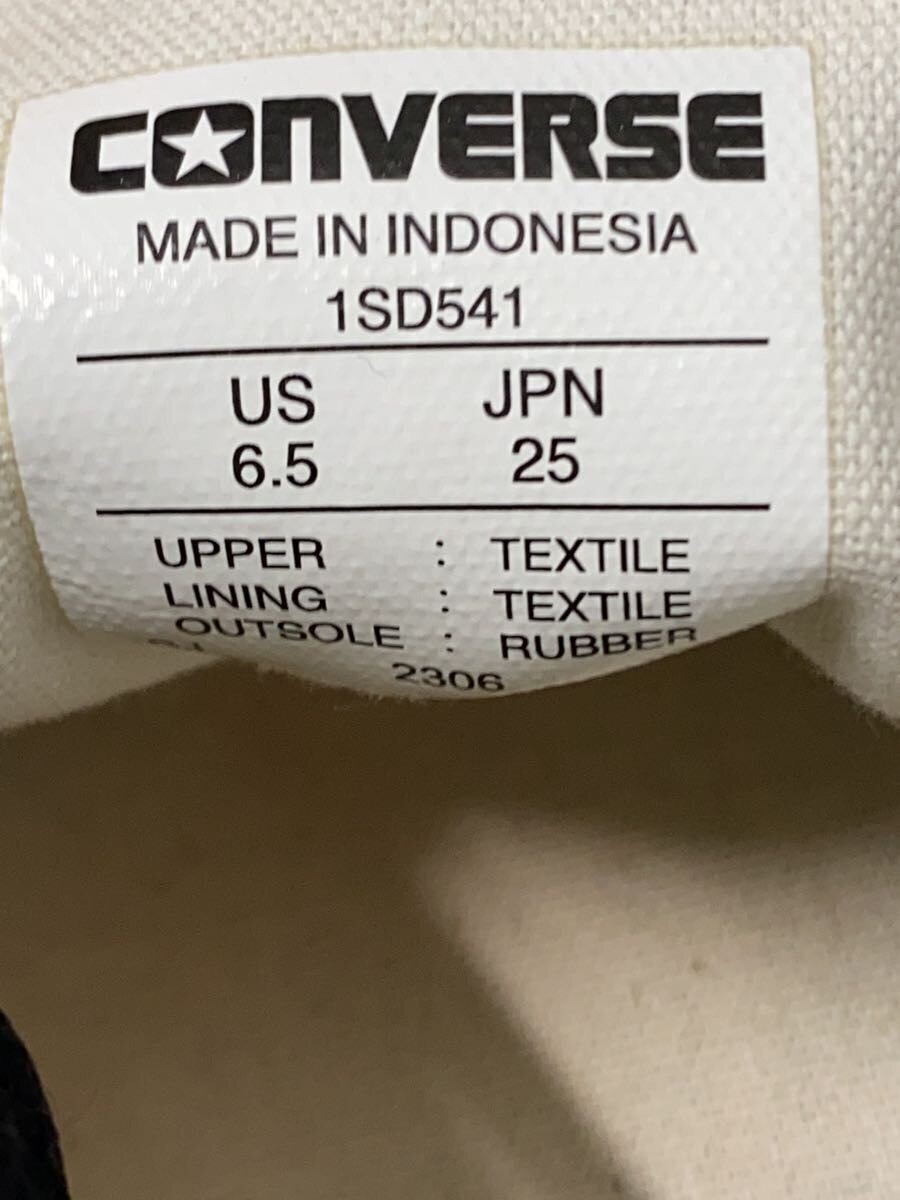 CONVERSE
MADE IN INDONESIA
1SD541
US JPN
6.5 25
UPPER : TEXTILE
LINING : TEXTILE
OUTSOLE : RUBBER
2306